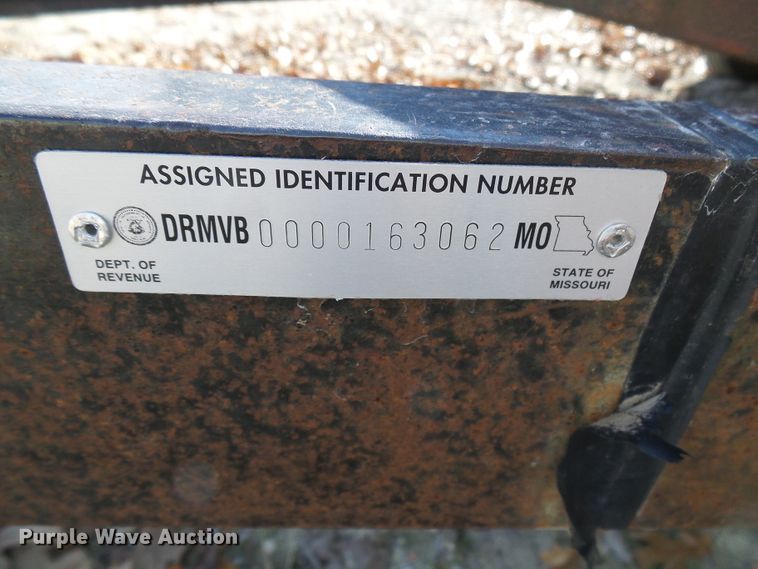 ASSIGNED IDENTIFICATION NUMBER
DRMVB 0000163062 MO
DEPT. OF
REVENUE
STATE OF
MISSOURI
Purple Wave Auction